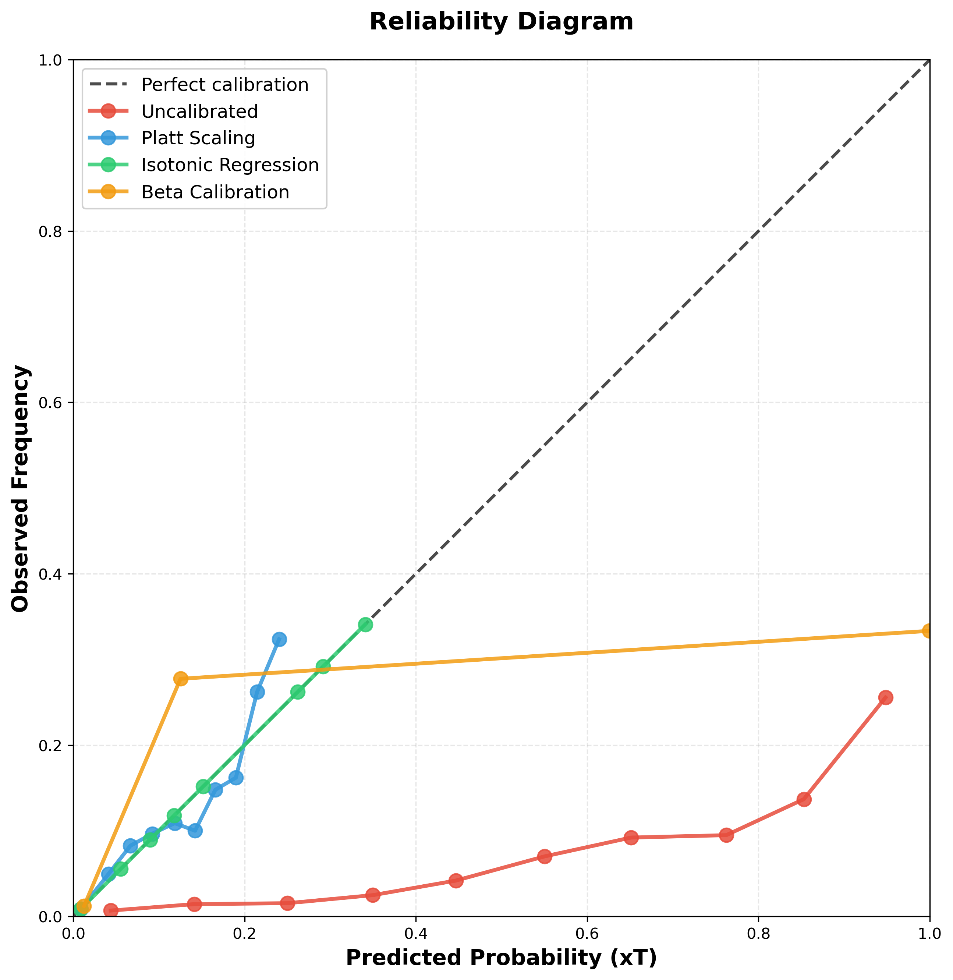 Reliability Diagram
Perfect calibration
Uncalibrated
Platt Scaling
Isotonic Regression
Beta Calibration
Observed Frequency
1.0
0.8
0.6
0.4
0.2
0.0
0.0 0.2 0.4 0.6 0.8 1.0
Predicted Probability (xT)